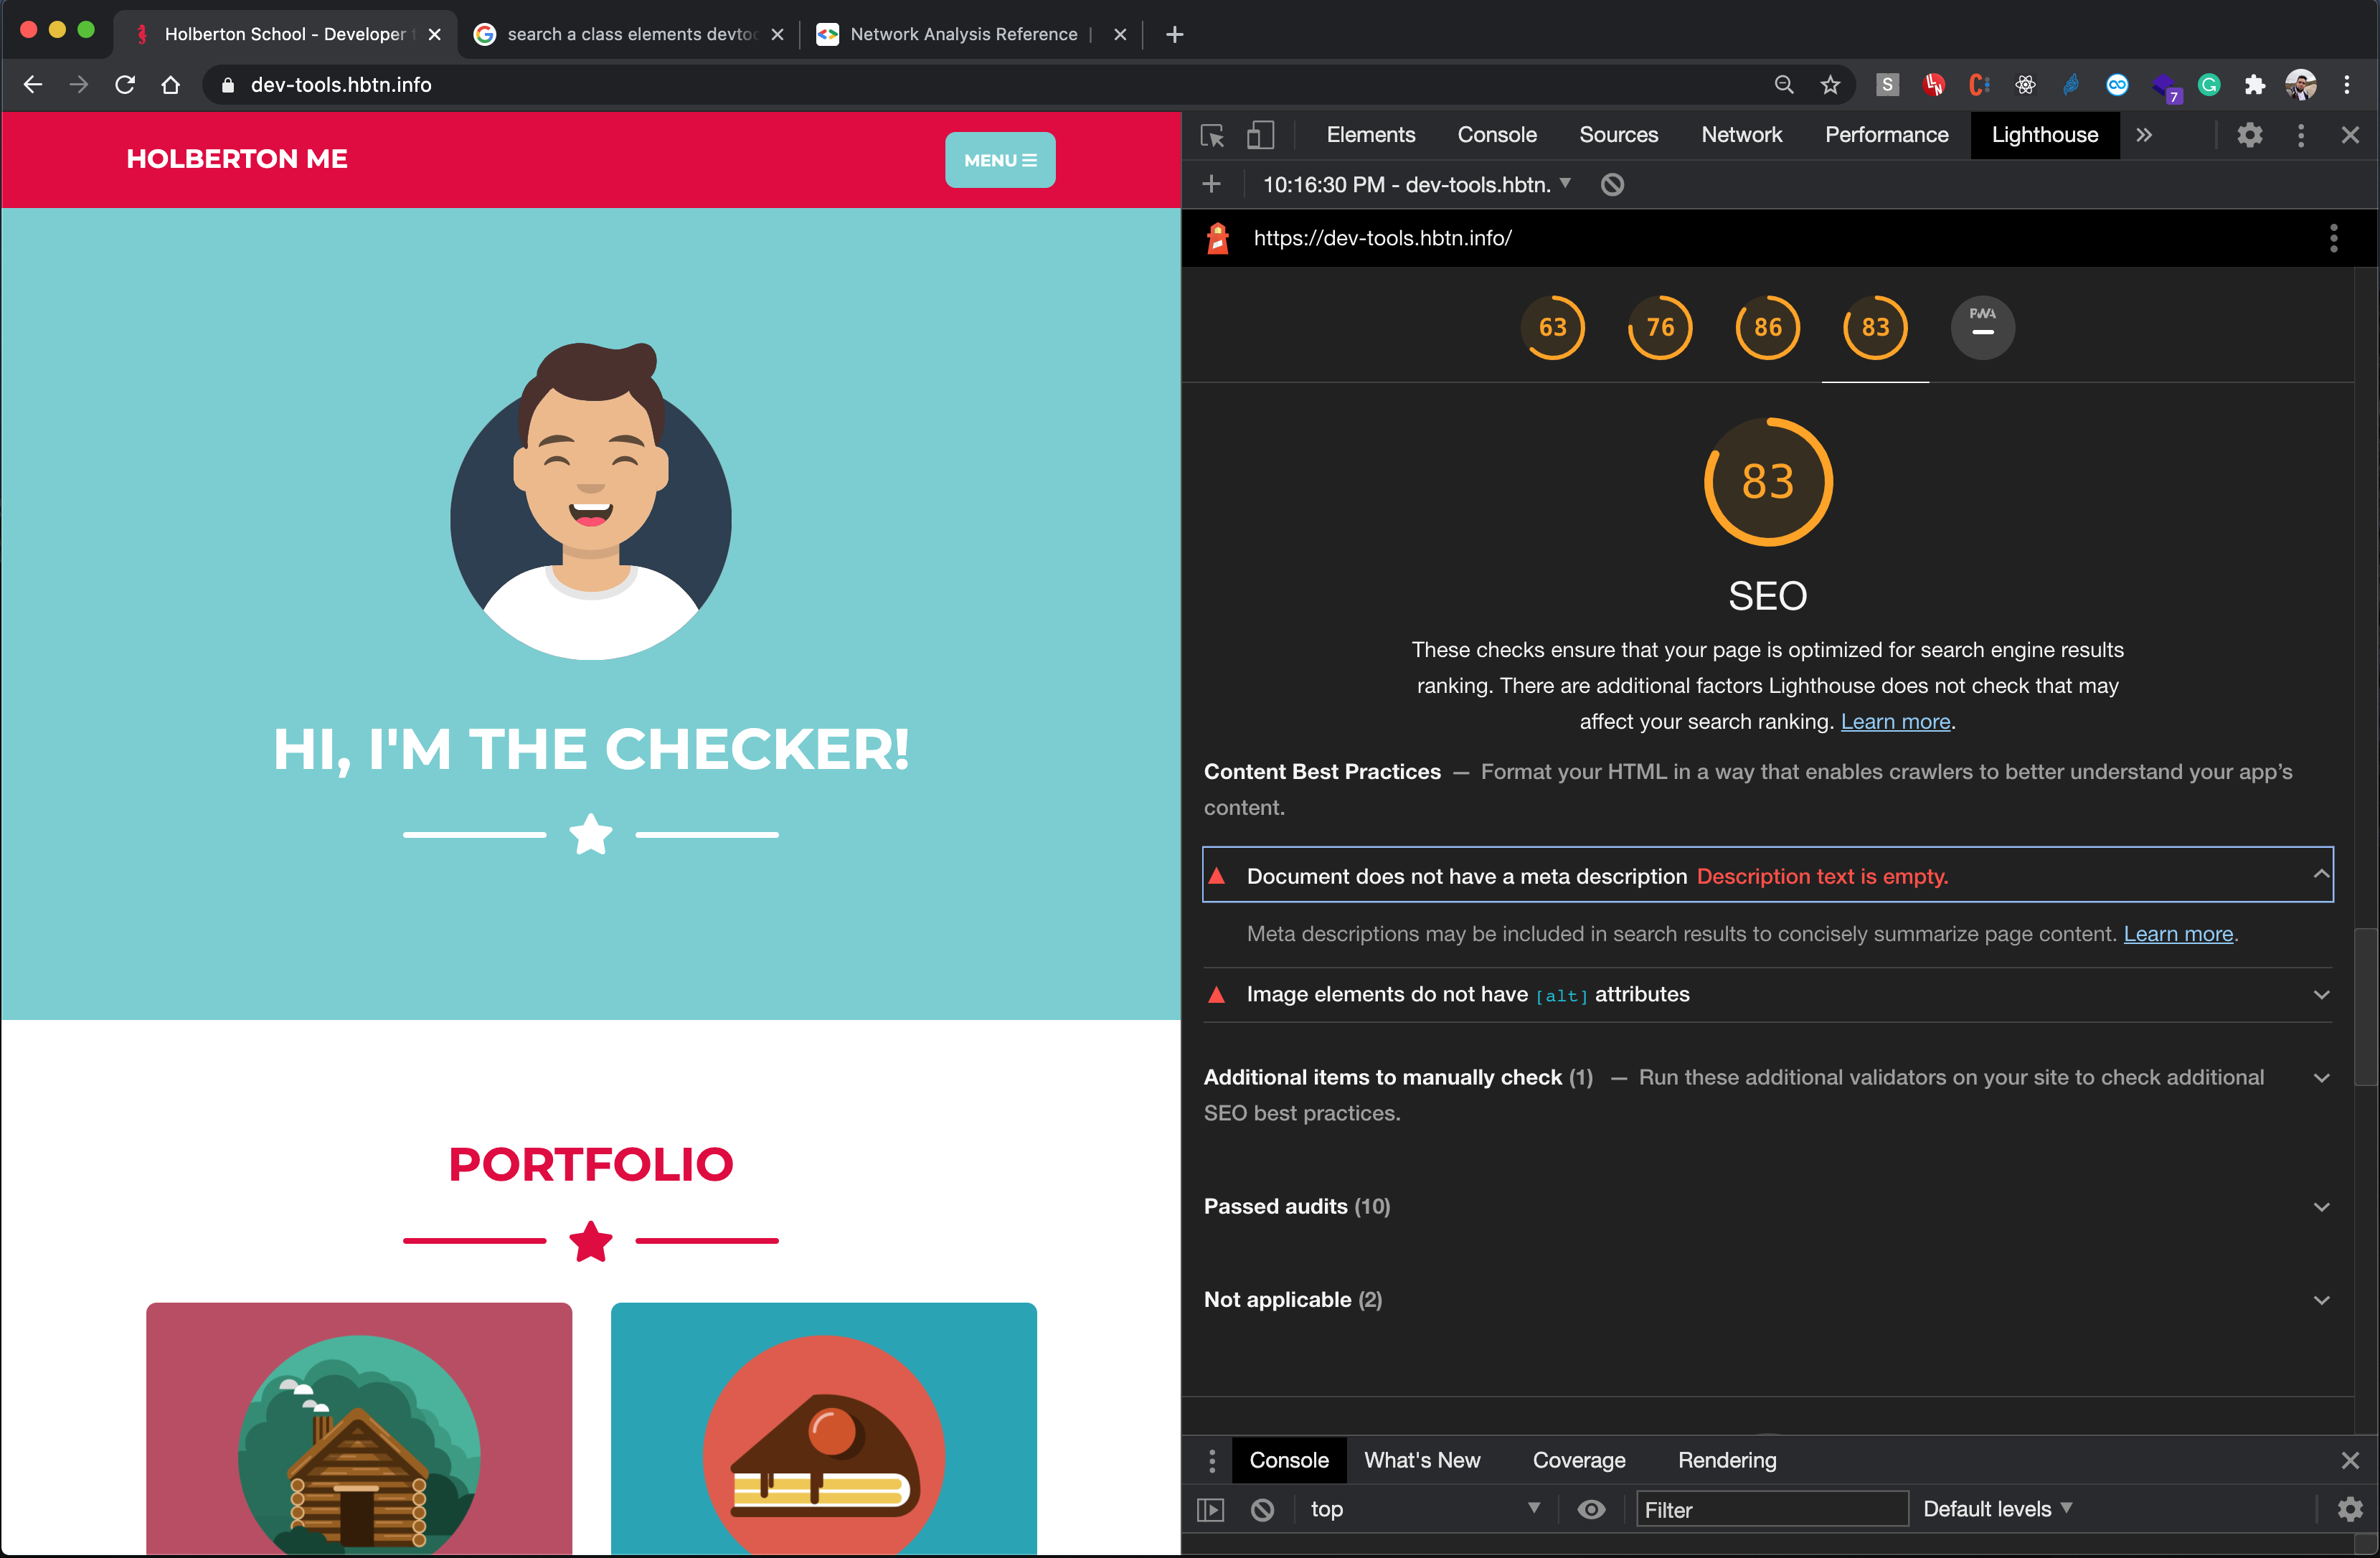 Holberton School - Developer
search a class elements devtoo
Network Analysis Reference |
dev-tools.hbtn.info
S
7
HOLBERTON ME
MENU
HI, I'M THE CHECKER!
PORTFOLIO
Elements Console Sources Network Performance Lighthouse
10:16:30 PM - dev-tools.hbtn.
https://dev-tools.hbtn.info/
63 76 86 83 PWA
83
SEO
These checks ensure that your page is optimized for search engine results
ranking. There are additional factors Lighthouse does not check that may
affect your search ranking. Learn more.
Content Best Practices — Format your HTML in a way that enables crawlers to better understand your app’s
content.
Document does not have a meta description Description text is empty.
Meta descriptions may be included in search results to concisely summarize page content. Learn more.
Image elements do not have [alt] attributes
Additional items to manually check (1) — Run these additional validators on your site to check additional
SEO best practices.
Passed audits (10)
Not applicable (2)
Console What's New Coverage Rendering
top Filter Default levels